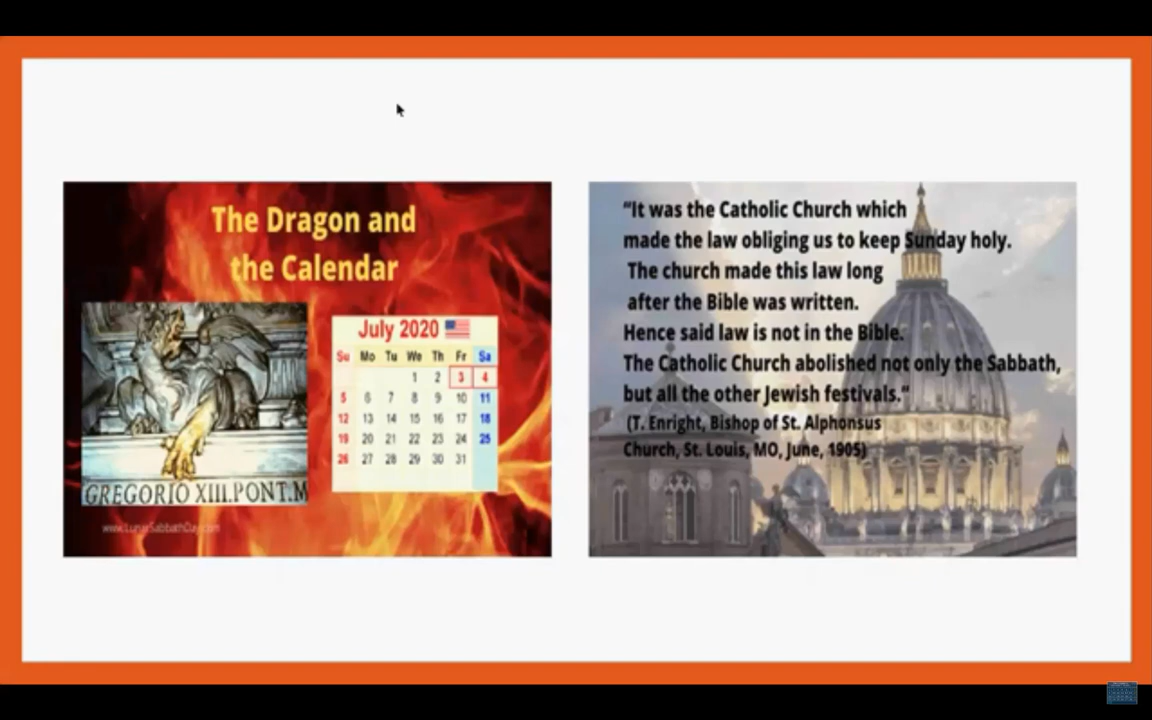 The Dragon and
the Calendar
July 2020
Su Mo Tu We Th Fr Sa
1 2 3 4
5 6 7 8 9 10 11
12 13 14 15 16 17 18
19 20 21 22 23 24 25
26 27 28 29 30 31
GREGORIO XIII.PONT.M
"It was the Catholic Church which
made the law obliging us to keep Sunday holy.
The church made this law long
after the Bible was written.
Hence said law is not in the Bible.
The Catholic Church abolished not only the Sabbath,
but all the other Jewish festivals."
(T. Enright, Bishop of St. Alphonsus
Church, St. Louis, MO, June, 1905)